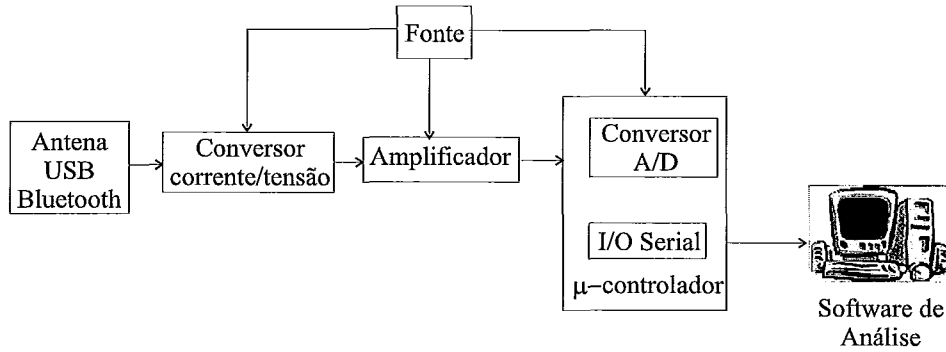 Fonte
Antena
USB
Bluetooth
Conversor
corrente/tensão
Amplificador
Conversor
A/D
I/O Serial
μ–controlador
Software de
Análise